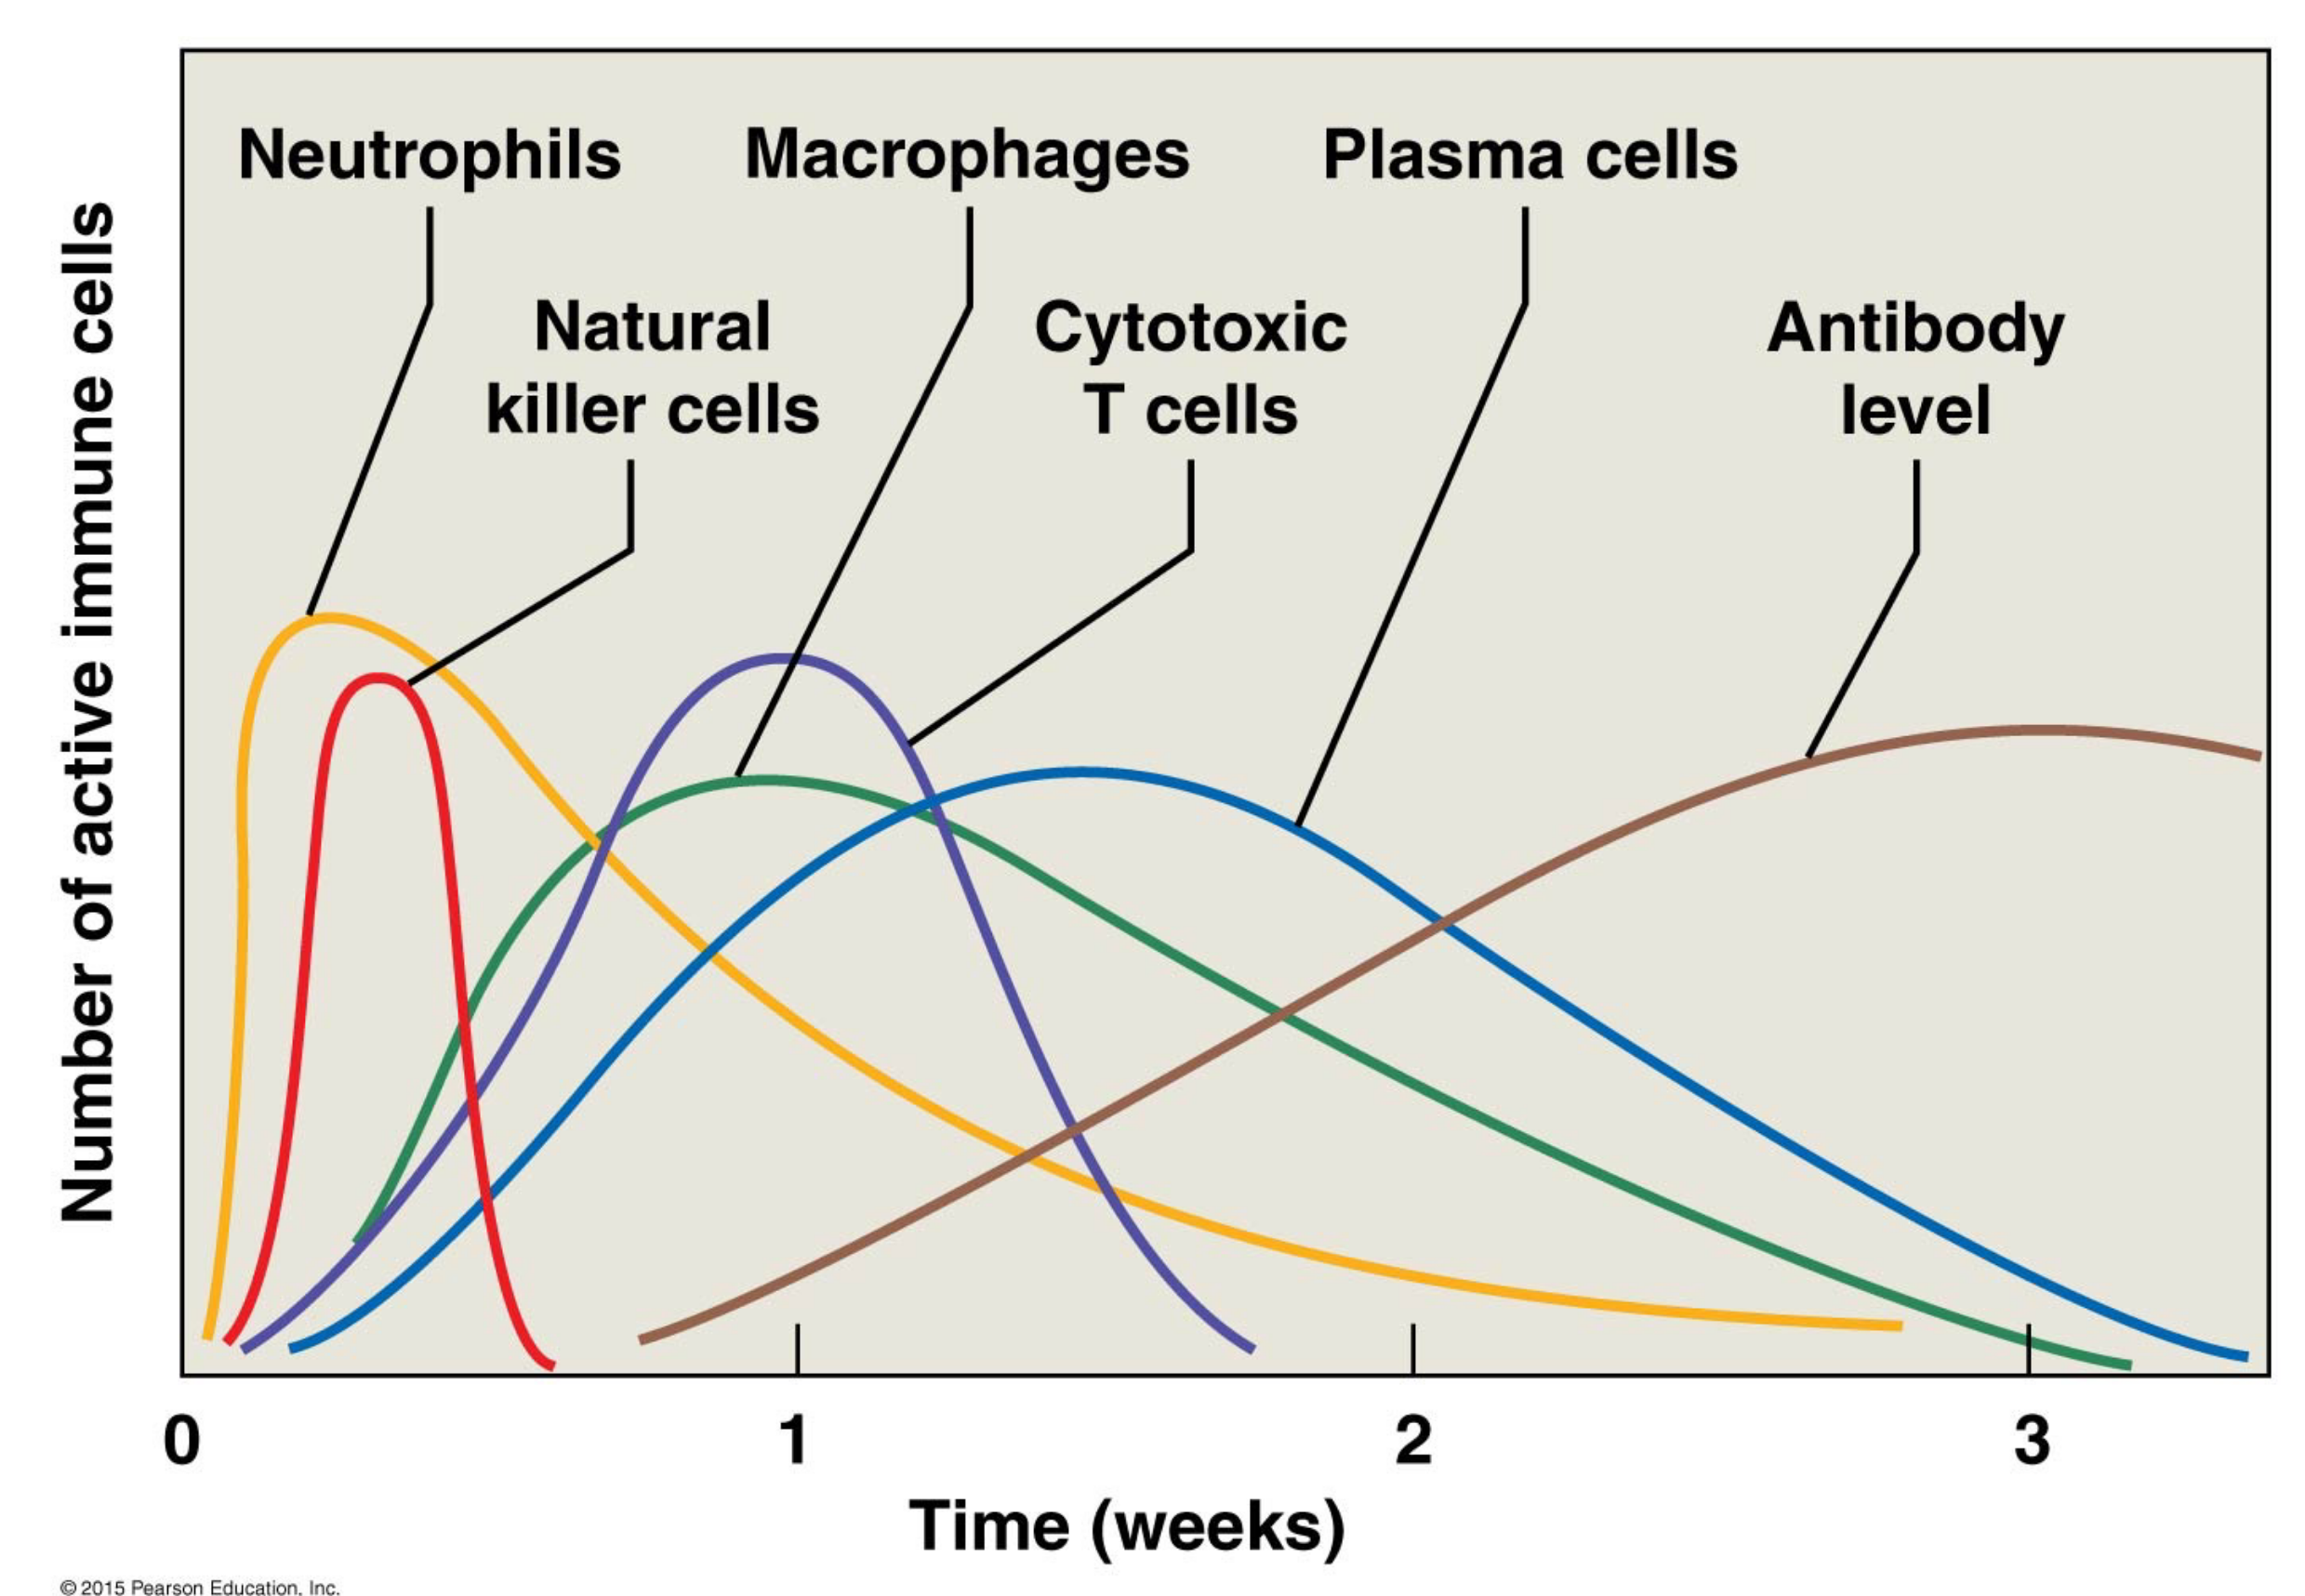 Neutrophils
Macrophages
Plasma cells
Natural
killer cells
Cytotoxic
T cells
Antibody
level
Number of active immune cells
0
1
2
3
Time (weeks)
© 2015 Pearson Education, Inc.